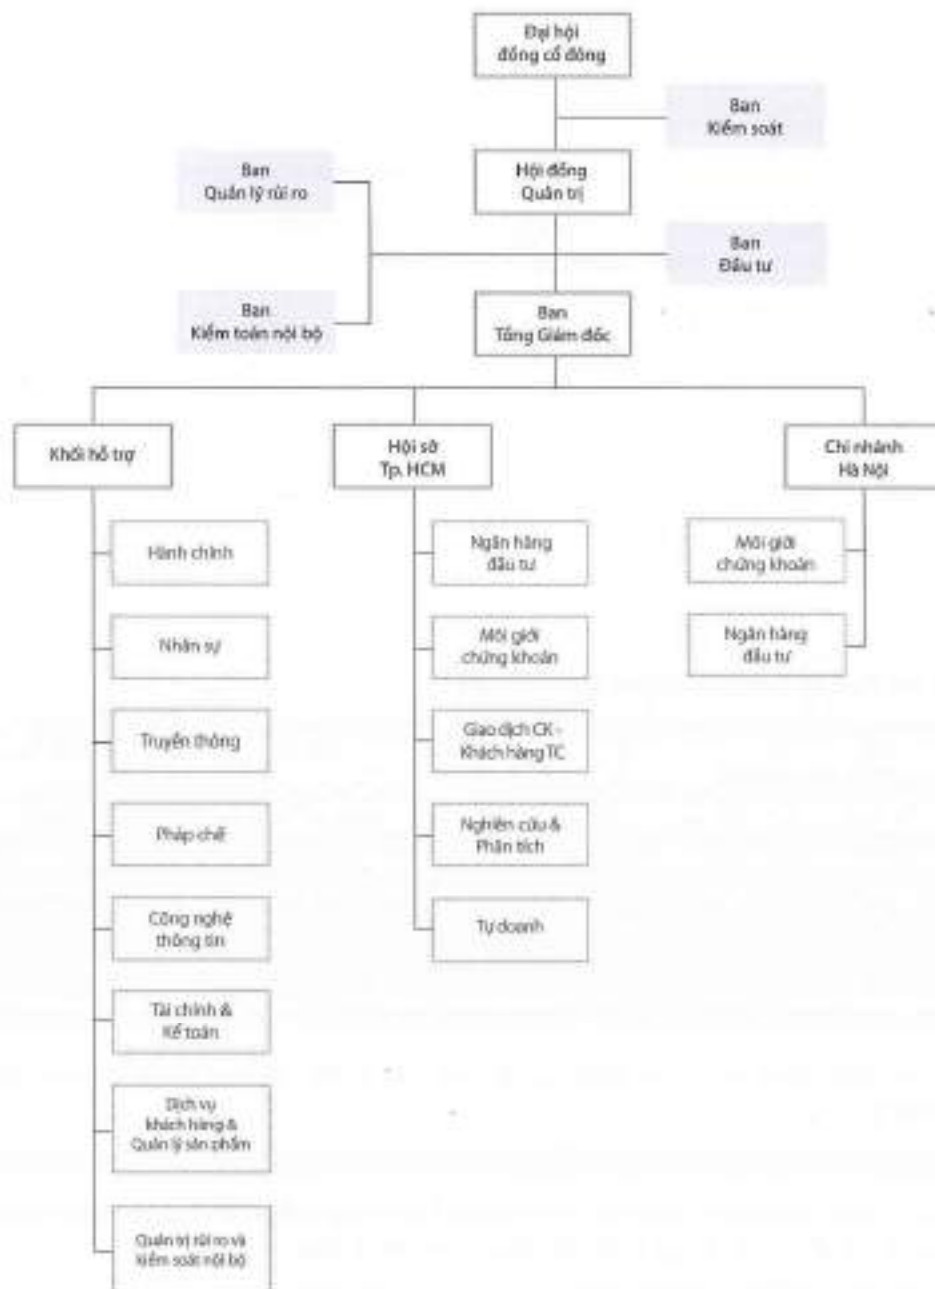 Đại hội
đồng cổ đông
Ban
Kiểm soát
Ban
Quản lý rủi ro
Hội đồng
Quản trị
Ban
Đầu tư
Ban
Kiểm toán nội bộ
Ban
Tổng Giám đốc
Khối hỗ trợ
Hội sở
Tp. HCM
Chi nhánh
Hà Nội
Hành chính
Nhân sự
Truyền thông
Pháp chế
Công nghệ
thông tin
Tài chính &
Kế toán
Dịch vụ
khách hàng &
Quản lý sản phẩm
Quản trị rủi ro và
kiểm soát nội bộ
Ngân hàng
đầu tư
Môi giới
chứng khoán
Giao dịch CK -
Khách hàng TC
Nghiên cứu &
Phân tích
Tự doanh
Môi giới
chứng khoán
Ngân hàng
đầu tư